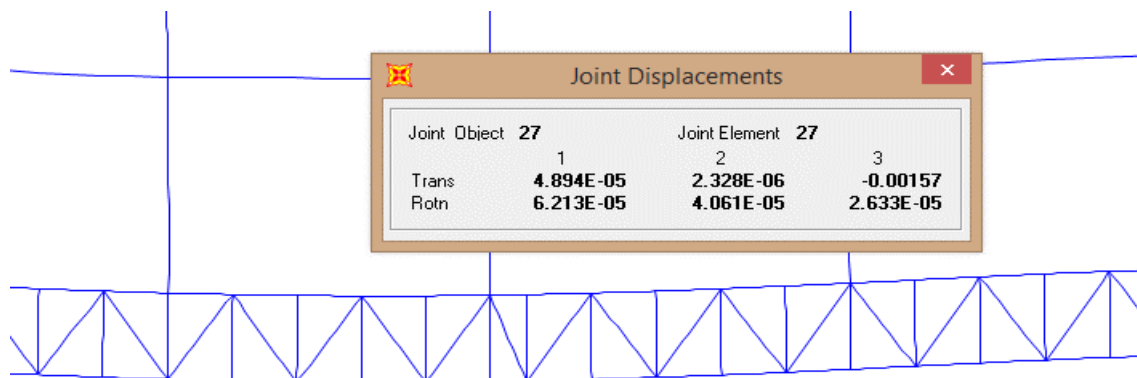 Joint Displacements
Joint Object 27 Joint Element 27
1 2 3
Trans 4.894E-05 2.328E-06 -0.00157
Rotn 6.213E-05 4.061E-05 2.633E-05